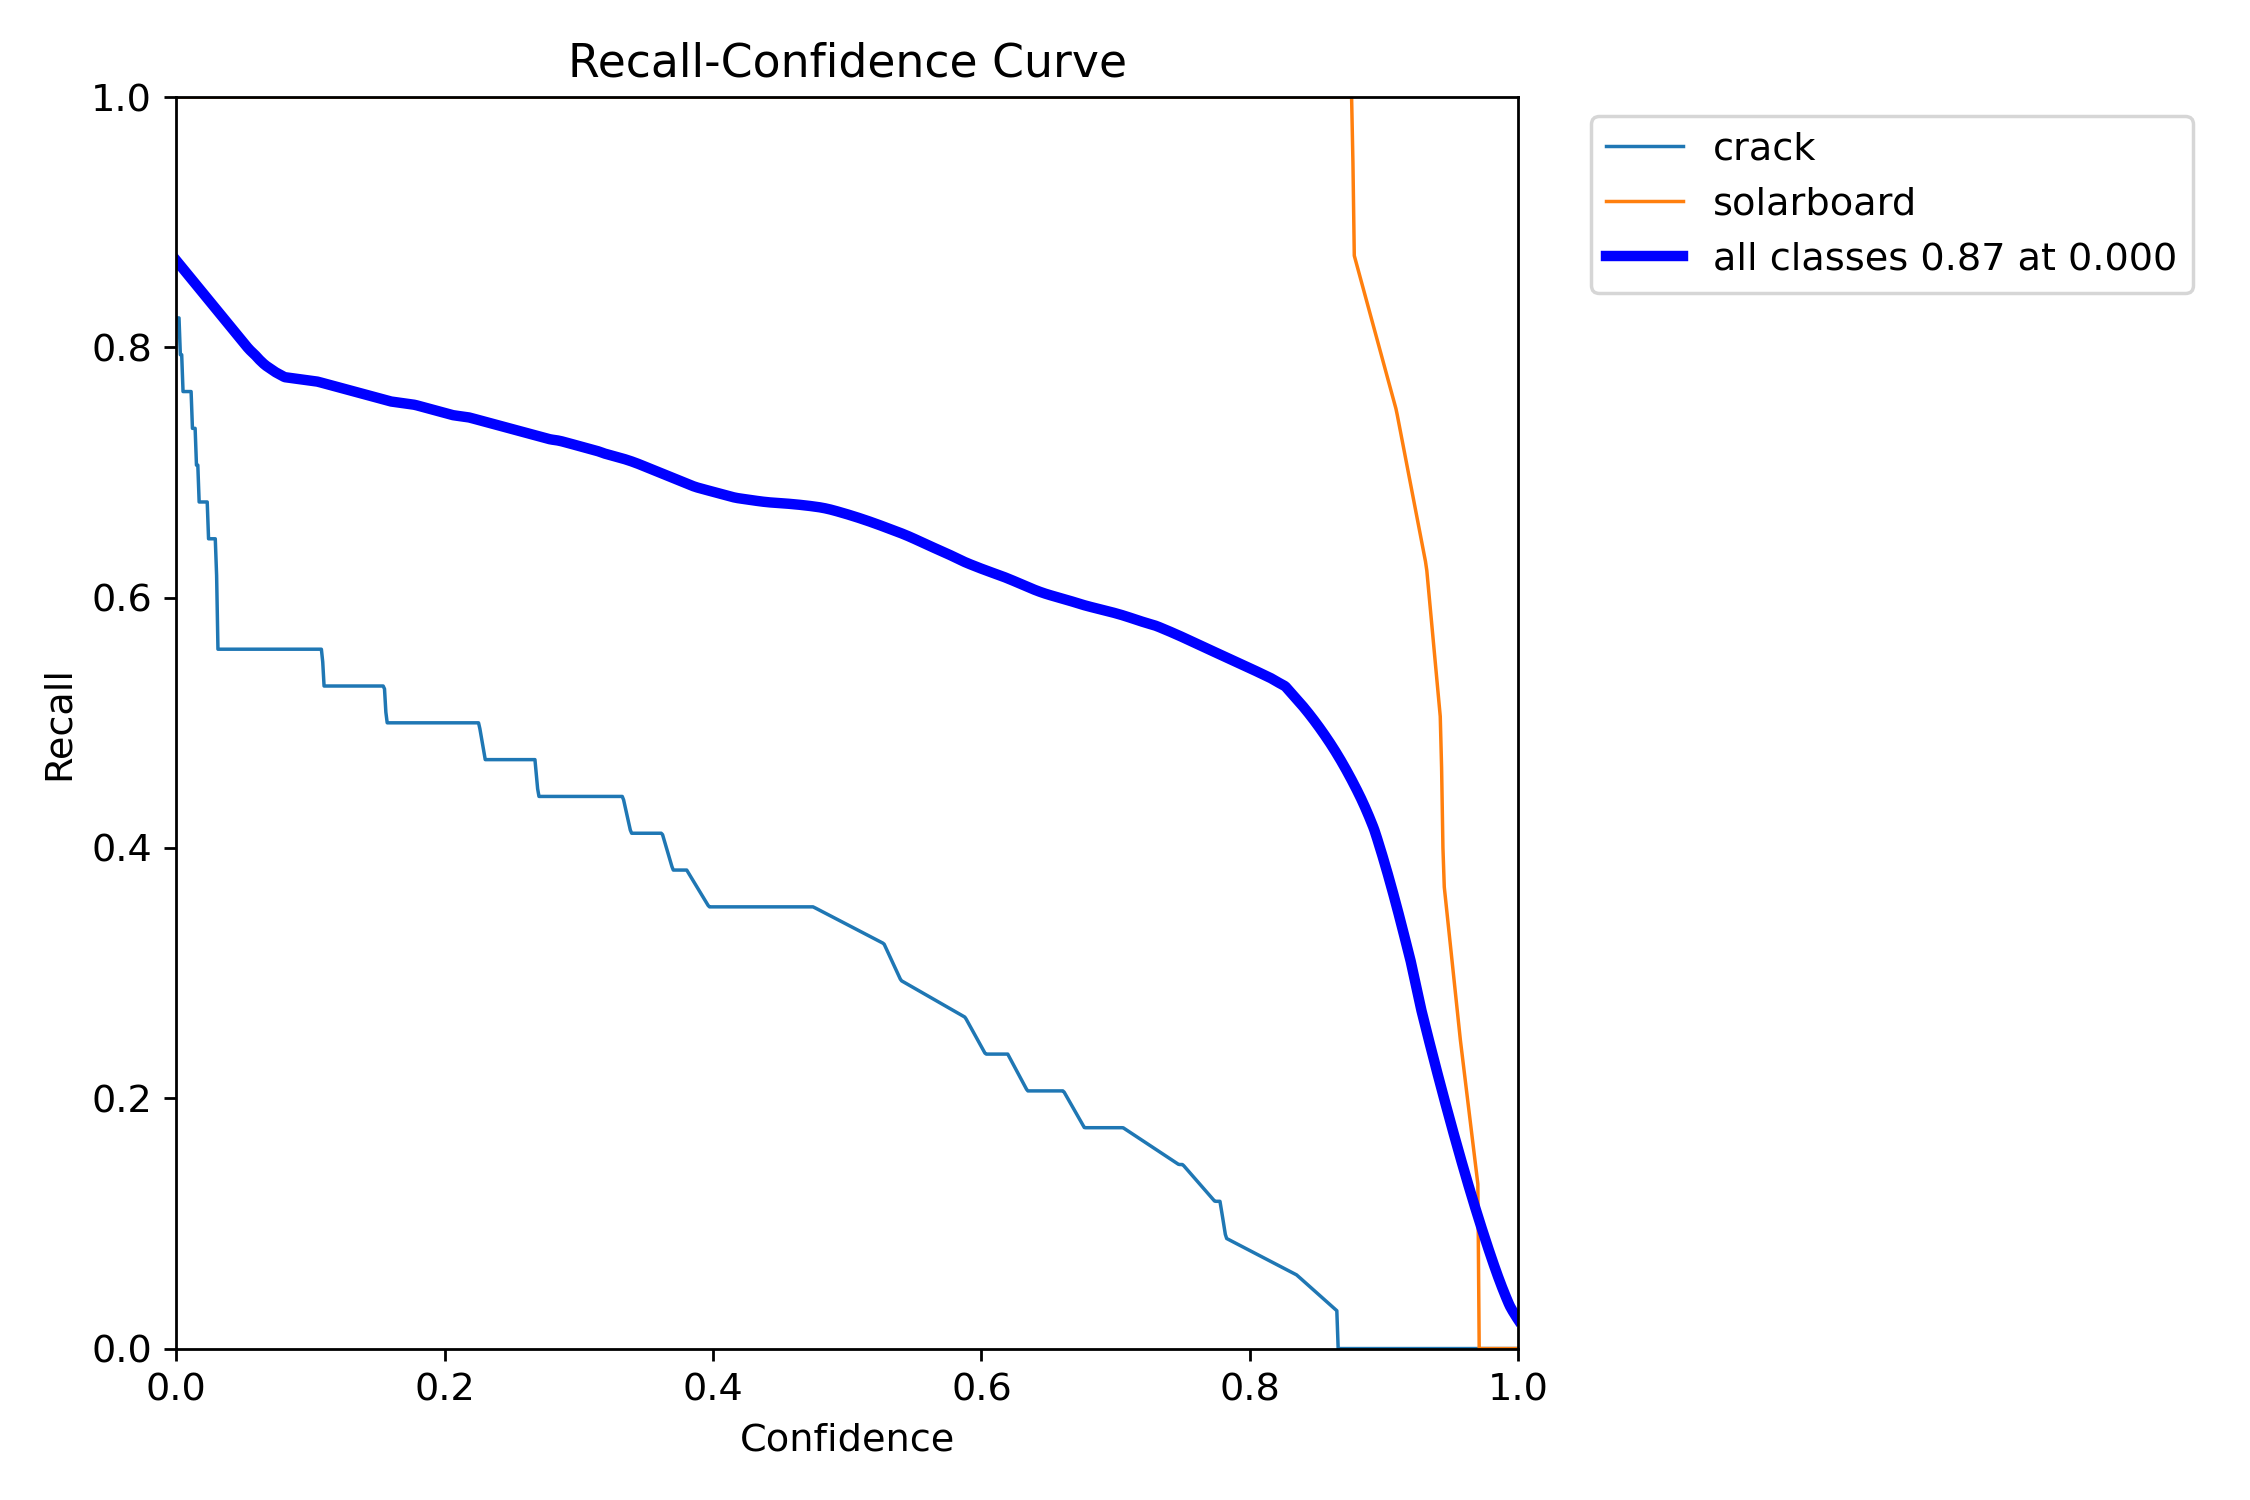 Recall-Confidence Curve
1.0
0.8
0.6
0.4
0.2
0.0
Recall
0.0 0.2 0.4 0.6 0.8 1.0
Confidence
crack
solarboard
all classes 0.87 at 0.000